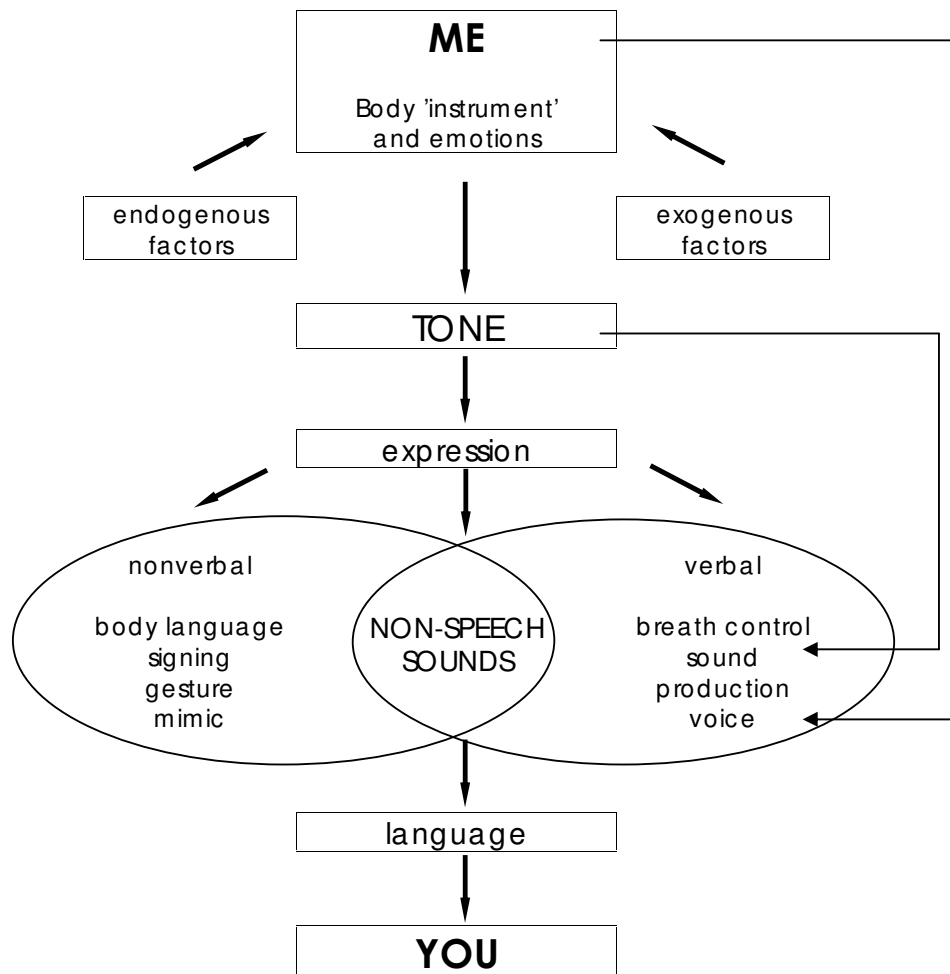 ME
Body 'instrument'
and emotions
endogenous
factors
exogenous
factors
TONE
expression
nonverbal
body language
signing
gesture
mimic
NON-SPEECH
SOUNDS
verbal
breath control
sound
production
voice
language
YOU